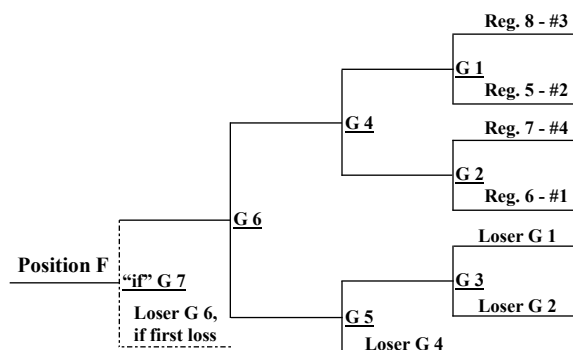 Reg. 8 - #3
G 1
Reg. 5 - #2
G 4
Reg. 7 - #4
G 2
Reg. 6 - #1
G 6
Loser G 1
Position F
“if” G 7
G 3
Loser G 6,
if first loss
Loser G 2
G 5
Loser G 4